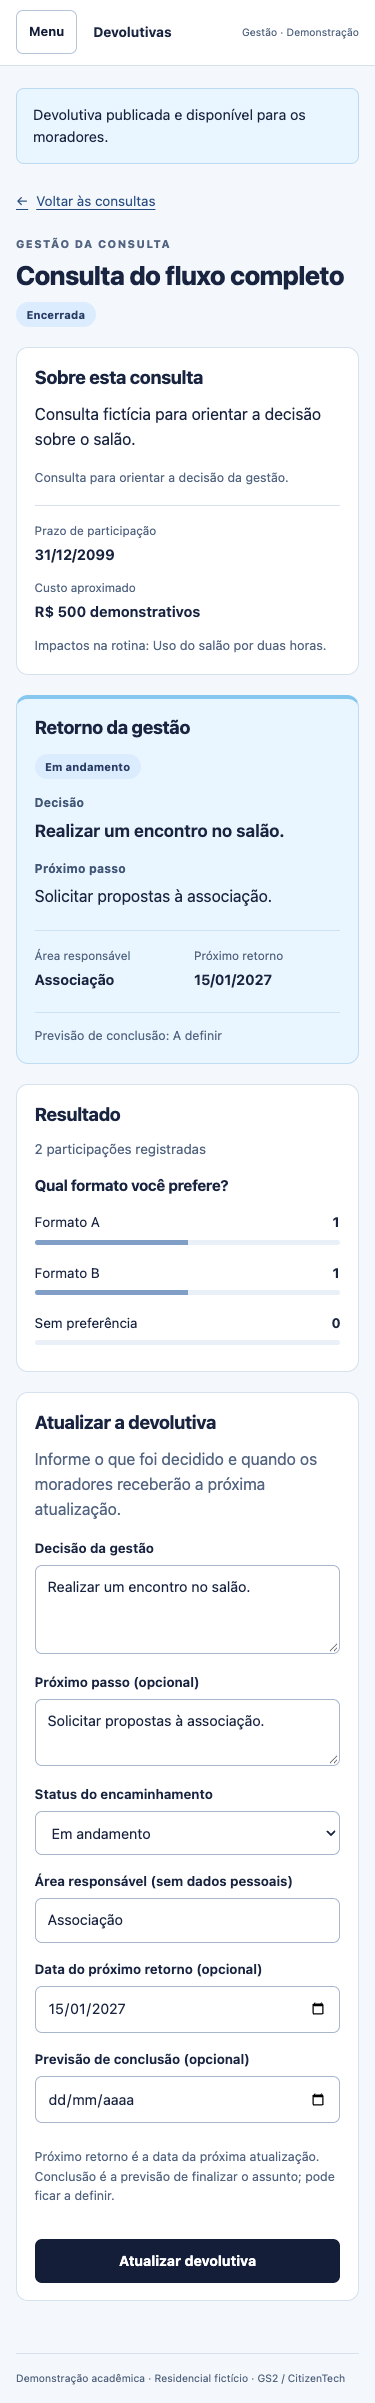 Menu
Devolutivas
Gestão · Demonstração
Devolutiva publicada e disponível para os
moradores.
← Voltar às consultas
GESTÃO DA CONSULTA
Consulta do fluxo completo
Encerrada
Sobre esta consulta
Consulta fictícia para orientar a decisão
sobre o salão.
Consulta para orientar a decisão da gestão.
Prazo de participação
31/12/2099
Custo aproximado
R$ 500 demonstrativos
Impactos na rotina: Uso do salão por duas horas.
Retorno da gestão
Em andamento
Decisão
Realizar um encontro no salão.
Próximo passo
Solicitar propostas à associação.
Área responsável
Associação
Próximo retorno
15/01/2027
Previsão de conclusão: A definir
Resultado
2 participações registradas
Qual formato você prefere?
Formato A 1
Formato B 1
Sem preferência 0
Atualizar a devolutiva
Informe o que foi decidido e quando os
moradores receberão a próxima
atualização.
Decisão da gestão
Realizar um encontro no salão.
Próximo passo (opcional)
Solicitar propostas à associação.
Status do encaminhamento
Em andamento
Área responsável (sem dados pessoais)
Associação
Data do próximo retorno (opcional)
15/01/2027
Previsão de conclusão (opcional)
dd/mm/aaaa
Próximo retorno é a data da próxima atualização.
Conclusão é a previsão de finalizar o assunto; pode
ficar a definir.
Atualizar devolutiva
Demonstração acadêmica · Residencial fictício · GS2 / CitizenTech